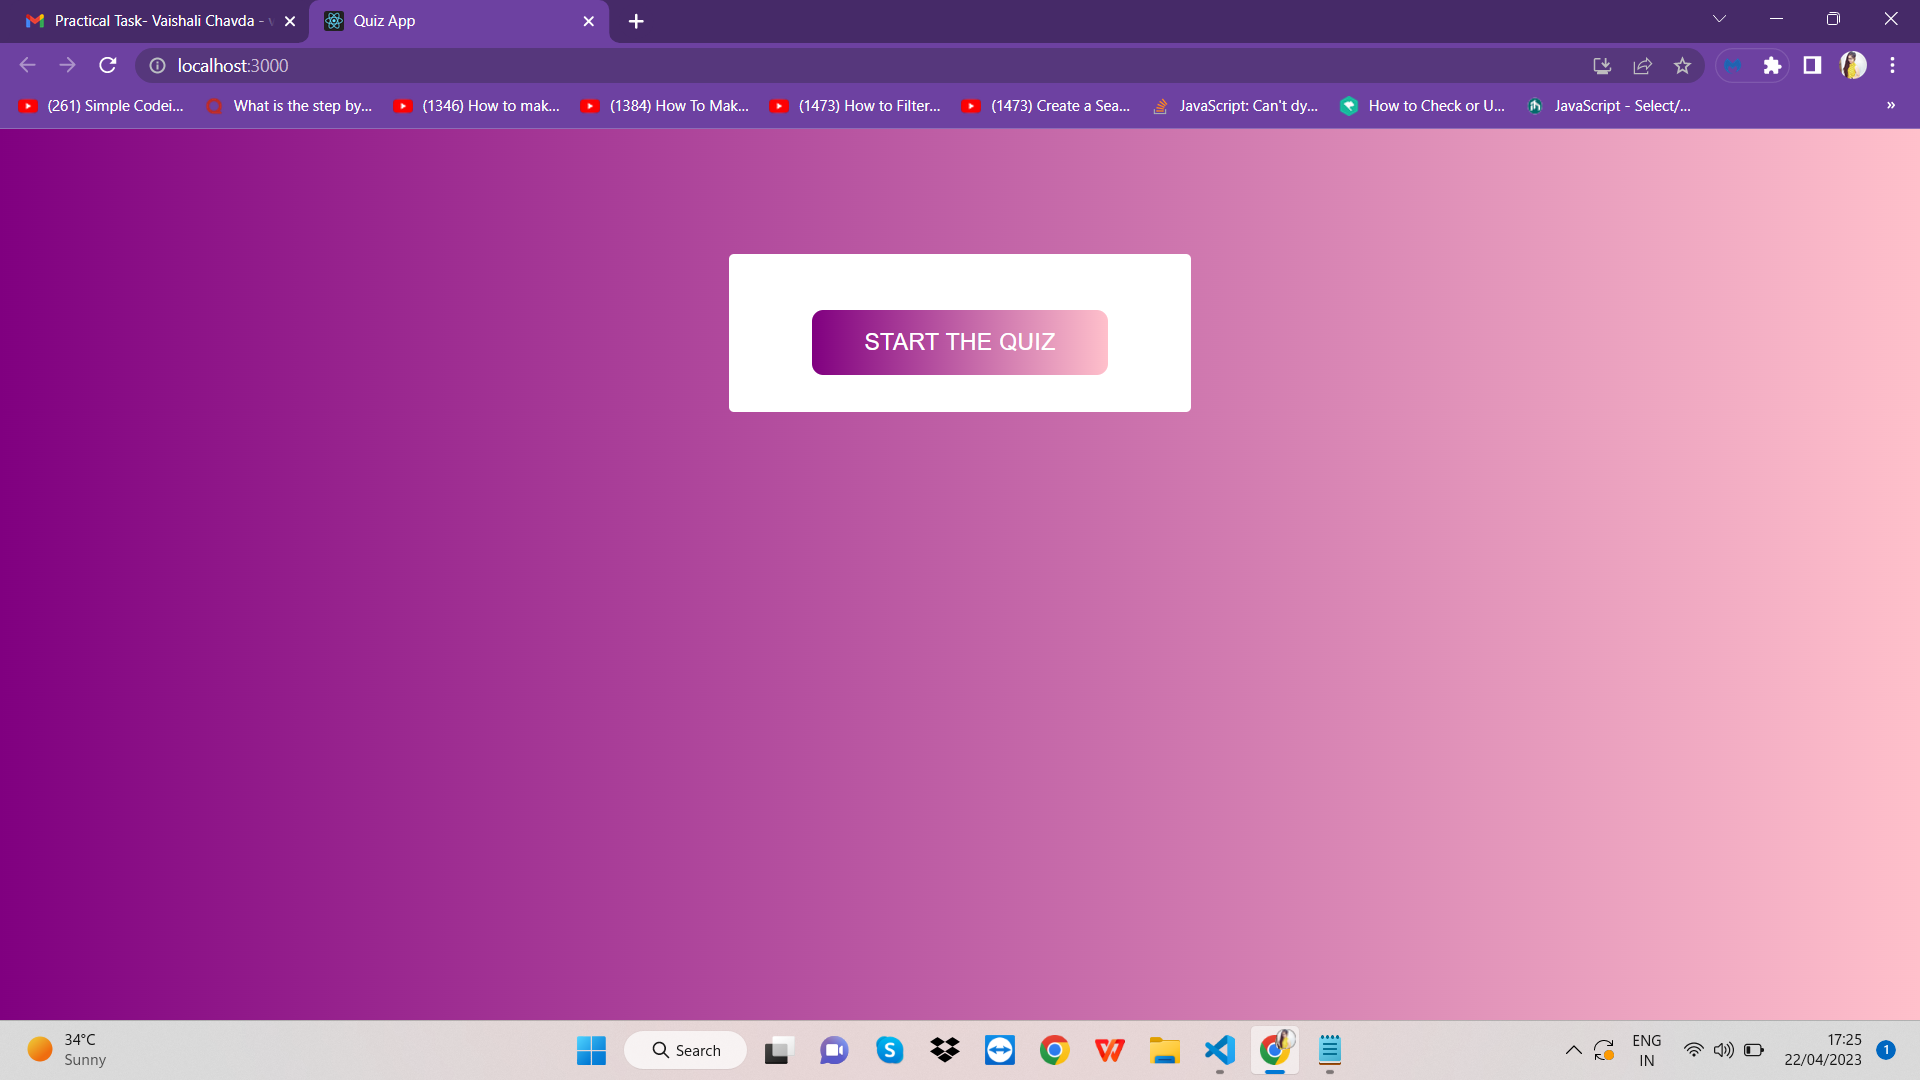 Practical Task- Vaishali Chavda -
Quiz App
localhost:3000
(261) Simple Codei...
What is the step by...
(1346) How to mak...
(1384) How To Mak...
(1473) How to Filter...
(1473) Create a Sea...
JavaScript: Can't dy...
How to Check or U...
JavaScript - Select/...
»
START THE QUIZ
34°C
Sunny
Search
ENG
IN
17:25
22/04/2023
1